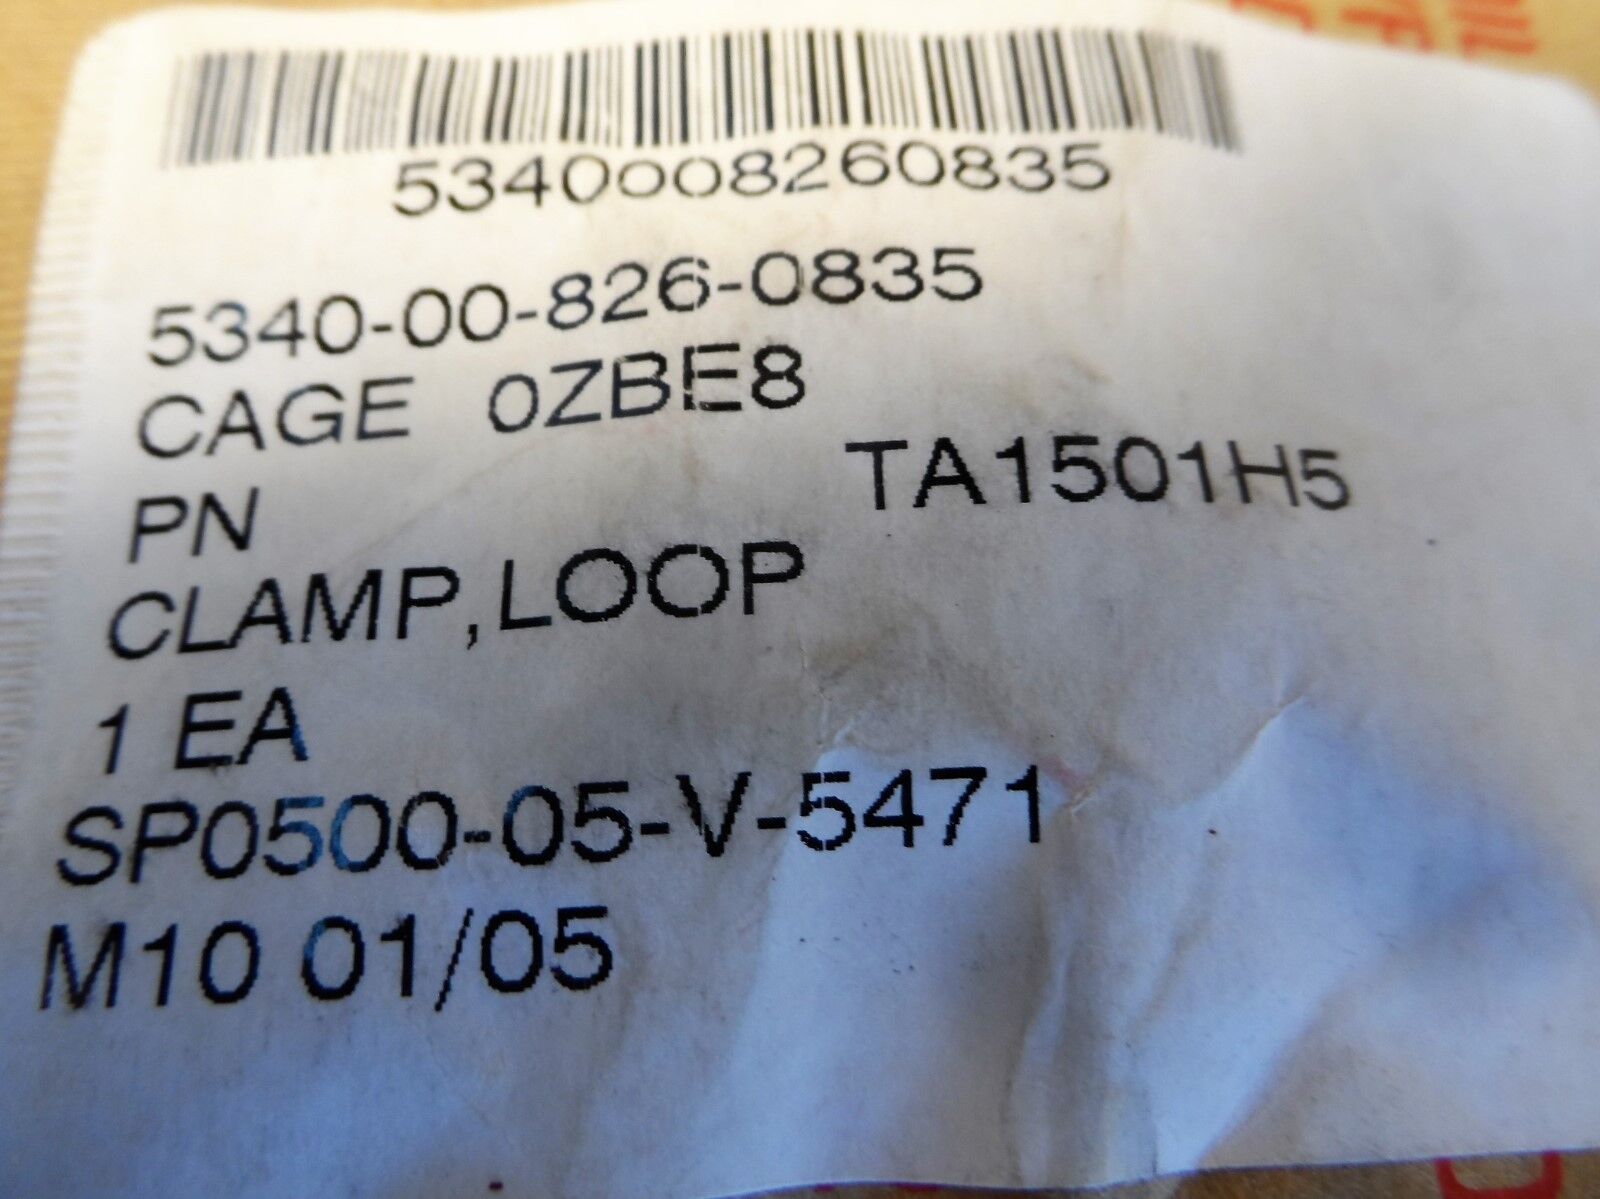 5340008260835
5340-00-826-0835
CAGE 0ZBE8
PN TA1501H5
CLAMP,LOOP
1 EA
SP0500-05-V-5471
M10 01/05